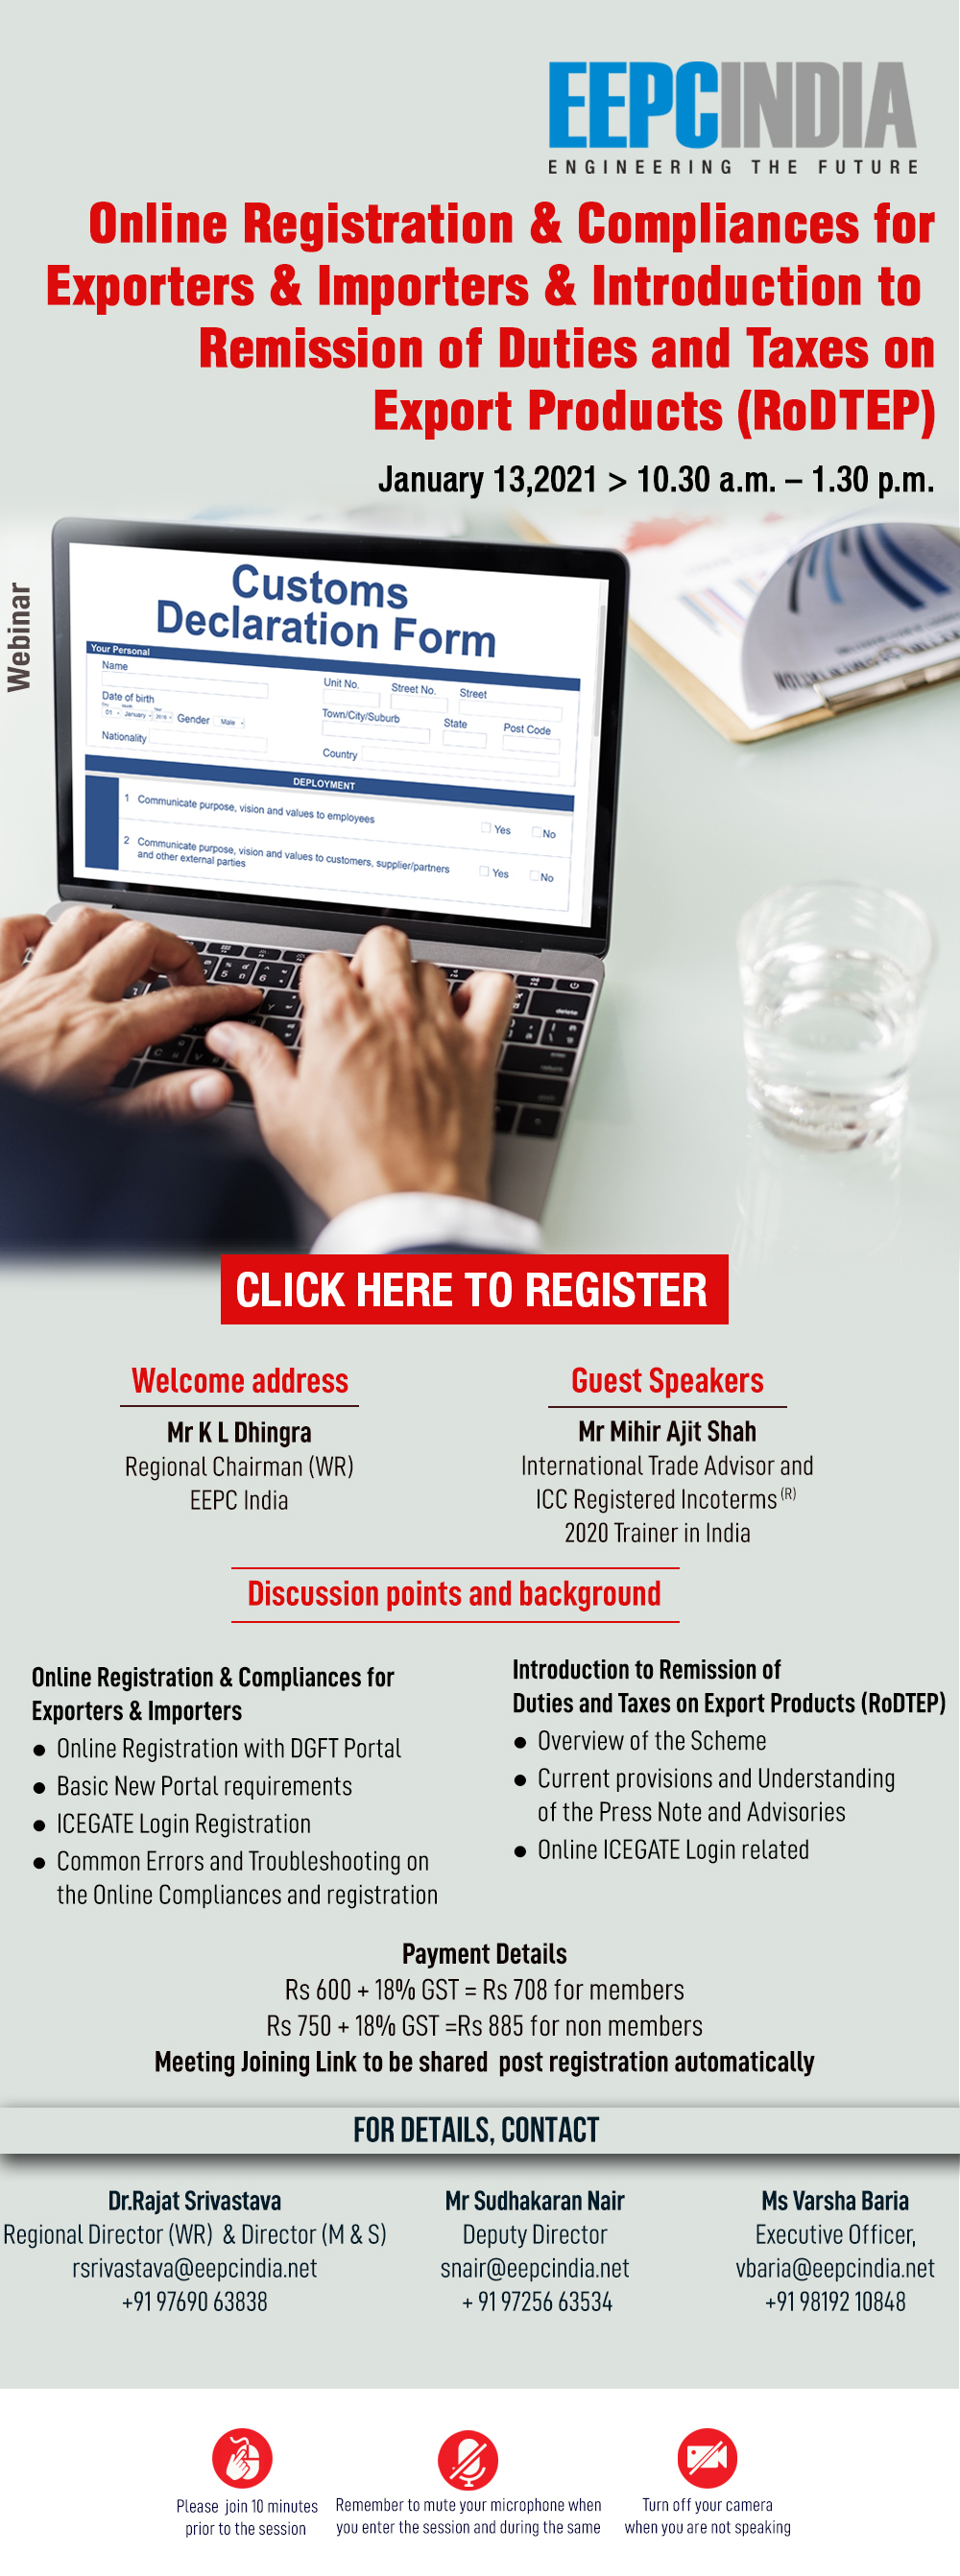 EEPCINDIA
ENGINEERING THE FUTURE
Online Registration & Compliances for
Exporters & Importers & Introduction to
Remission of Duties and Taxes on
Export Products (RoDTEP)
January 13,2021 > 10.30 a.m. – 1.30 p.m.
Webinar
Customs
Declaration Form
Your Personal
Name
Unit No. Street No. Street
Date of birth
01 January 2016 Gender Male
Town/City/Suburb State Post Code
Nationality
Country
DEPLOYMENT
1 Communicate purpose, vision and values to employees Yes No
2 Communicate purpose, vision and values to customers, supplier/partners
and other external parties Yes No
delete
CLICK HERE TO REGISTER
Welcome address
Mr K L Dhingra
Regional Chairman (WR)
EEPC India
Guest Speakers
Mr Mihir Ajit Shah
International Trade Advisor and
ICC Registered Incoterms (R)
2020 Trainer in India
Discussion points and background
Online Registration & Compliances for
Exporters & Importers
● Online Registration with DGFT Portal
● Basic New Portal requirements
● ICEGATE Login Registration
● Common Errors and Troubleshooting on
the Online Compliances and registration
Introduction to Remission of
Duties and Taxes on Export Products (RoDTEP)
● Overview of the Scheme
● Current provisions and Understanding
of the Press Note and Advisories
● Online ICEGATE Login related
Payment Details
Rs 600 + 18% GST = Rs 708 for members
Rs 750 + 18% GST =Rs 885 for non members
Meeting Joining Link to be shared post registration automatically
FOR DETAILS, CONTACT
Dr.Rajat Srivastava
Regional Director (WR) & Director (M & S)
rsrivastava@eepcindia.net
+91 97690 63838
Mr Sudhakaran Nair
Deputy Director
snair@eepcindia.net
+ 91 97256 63534
Ms Varsha Baria
Executive Officer,
vbaria@eepcindia.net
+91 98192 10848
Please join 10 minutes
prior to the session
Remember to mute your microphone when
you enter the session and during the same
Turn off your camera
when you are not speaking